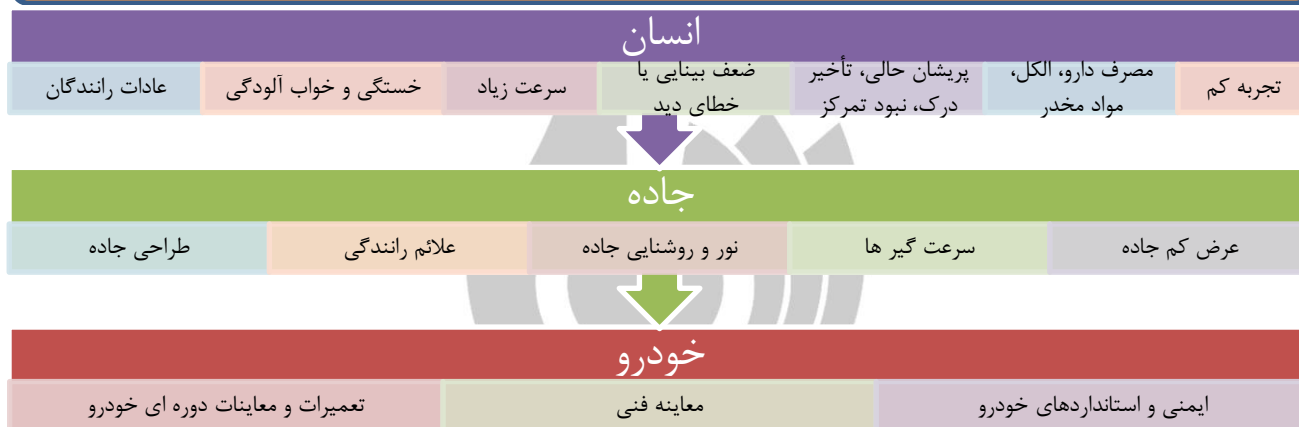 انسان
تجربه کم
مصرف دارو، الکل،
مواد مخدر
پریشان حالی، تأخیر
درک، نبود تمرکز
ضعف بینایی یا
خطای دید
سرعت زیاد
خستگی و خواب آلودگی
عادات رانندگان
جاده
عرض کم جاده
سرعت گیر ها
نور و روشنایی جاده
علائم رانندگی
طراحی جاده
خودرو
ایمنی و استانداردهای خودرو
معاینه فنی
تعمیرات و معاینات دوره ای خودرو